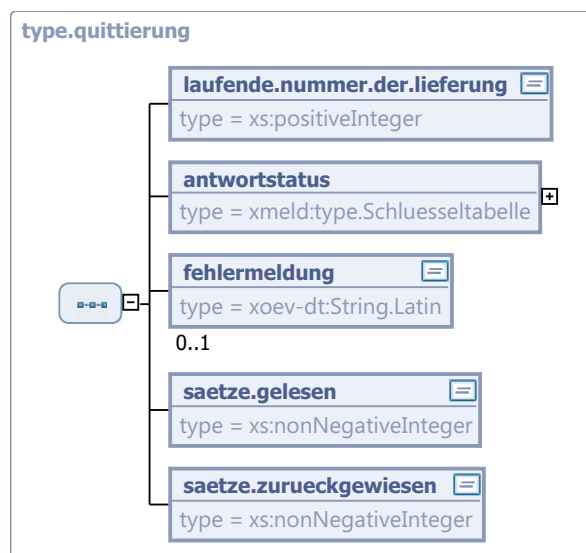 type.quittierung
laufende.nummer.der.lieferung
type = xs:positiveInteger
antwortstatus
type = xmeld:type.Schluesseltabelle
fehlermeldung
type = xoev-dt:String.Latin
0..1
saetze.gelesen
type = xs:nonNegativeInteger
saetze.zurueckgewiesen
type = xs:nonNegativeInteger